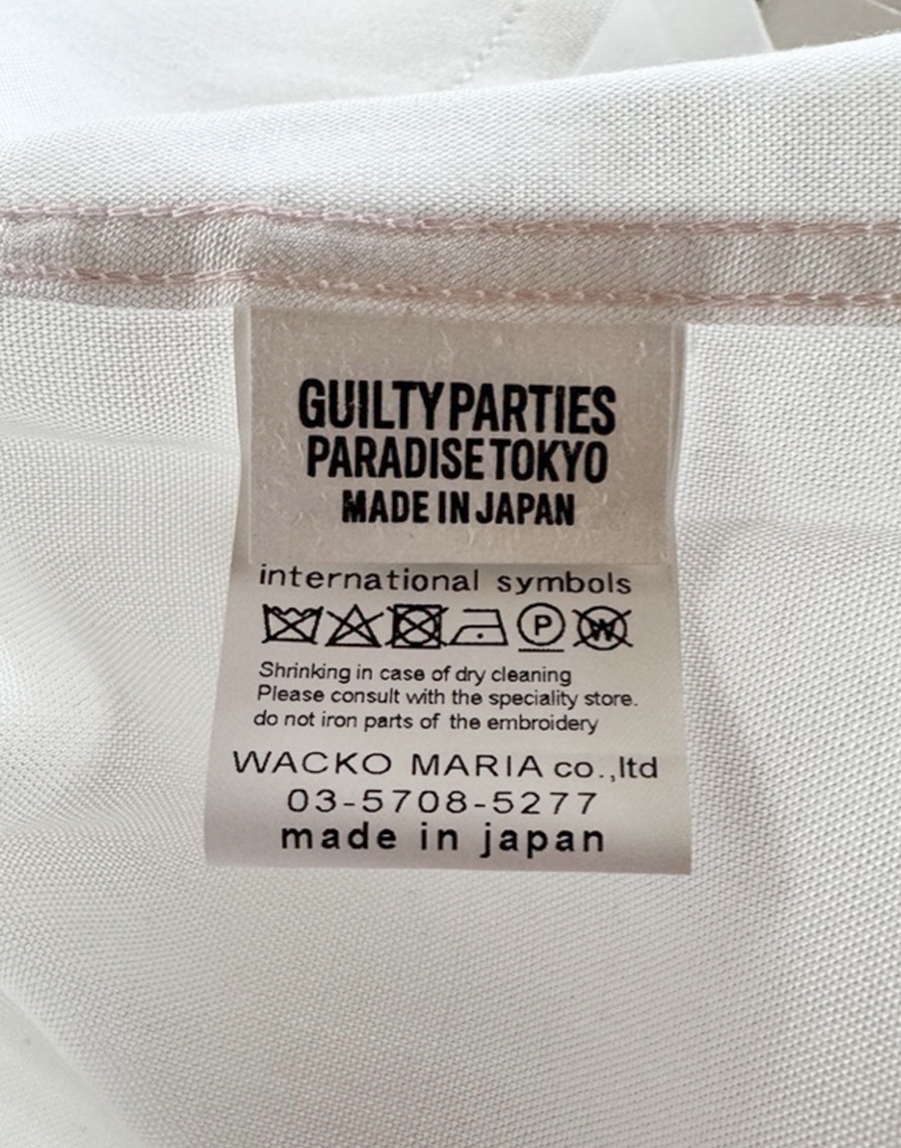 GUILTY PARTIES
PARADISE TOKYO
MADE IN JAPAN
international symbols
P W
Shrinking in case of dry cleaning
Please consult with the speciality store.
do not iron parts of the embroidery
WACKO MARIA co.,ltd
03-5708-5277
made in japan